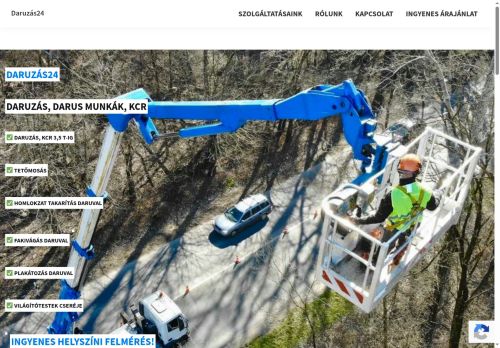 Daruzás24
SZOLGÁLTATÁSAINK RÓLUNK KAPCSOLAT INGYENES ÁRAJÁNLAT
DARUZÁS24
DARUZÁS, DARUS MUNKÁK, KCR
✅ DARUZÁS, KCR 3,5 T-IG
✅ TETŐMOSÁS
✅ HOMLOKZAT TAKARÍTÁS DARUVAL
✅ FAKIVÁGÁS DARUVAL
✅ PLAKÁTOZÁS DARUVAL
✅ VILÁGÍTÓTESTEK CSERÉJE
INGYENES HELYSZÍNI FELMÉRÉS!